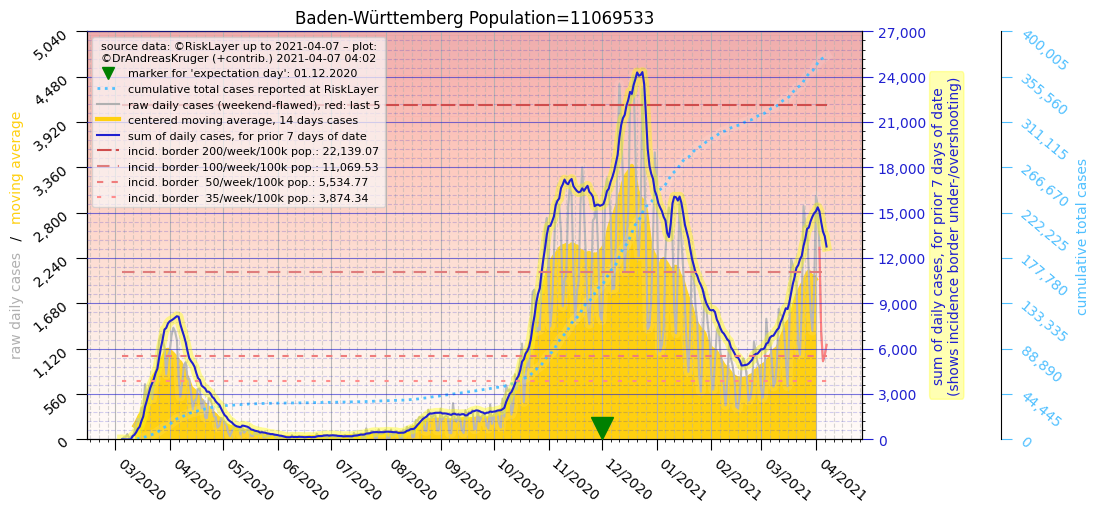 Baden-Württemberg Population=11069533
source data: ©RiskLayer up to 2021-04-07 – plot:
©DrAndreasKruger (+contrib.) 2021-04-07 04:02
marker for 'expectation day': 01.12.2020
cumulative total cases reported at RiskLayer
raw daily cases (weekend-flawed), red: last 5
centered moving average, 14 days cases
sum of daily cases, for prior 7 days of date
incid. border 200/week/100k pop.: 22,139.07
incid. border 100/week/100k pop.: 11,069.53
incid. border  50/week/100k pop.: 5,534.77
incid. border  35/week/100k pop.: 3,874.34
raw daily cases / moving average
5,040
4,480
3,920
3,360
2,800
2,240
1,680
1,120
560
0
03/2020
04/2020
05/2020
06/2020
07/2020
08/2020
09/2020
10/2020
11/2020
12/2020
01/2021
02/2021
03/2021
04/2021
27,000
24,000
21,000
18,000
15,000
12,000
9,000
6,000
3,000
0
sum of daily cases, for prior 7 days of date
(shows incidence border under-/overshooting)
400,005
355,560
311,115
266,670
222,225
177,780
133,335
88,890
44,445
0
cumulative total cases